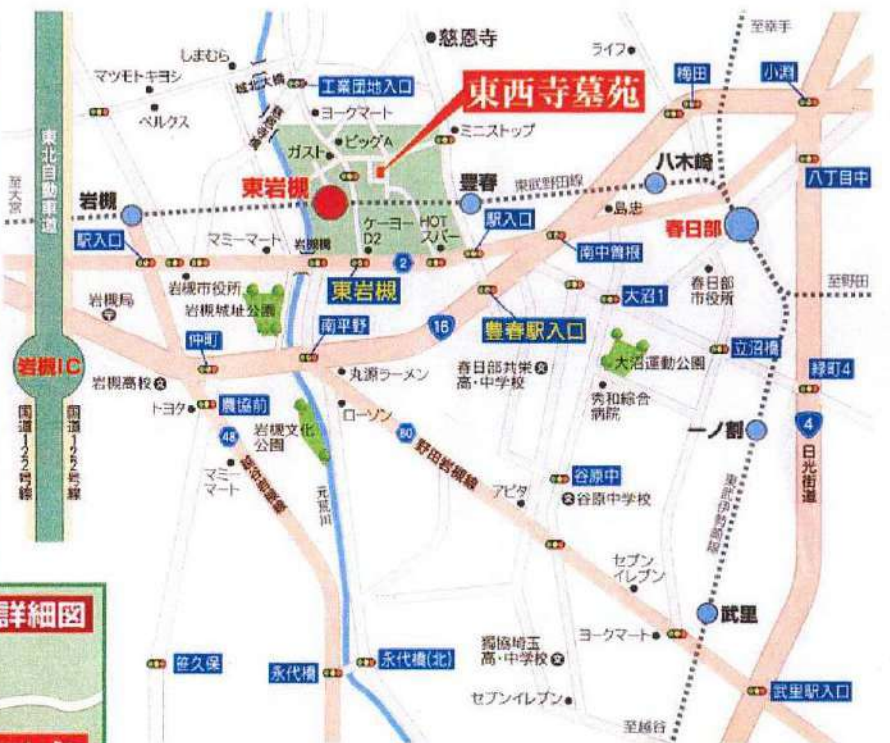 至幸手
慈恩寺
ライフ
しまむら
マツモトキヨシ
城北大橋
工業団地入口
東西寺墓苑
梅田
小淵
ベルクス
ヨークマート
東北自動車道
ビッグA
ガスト
ミニストップ
八木崎
八丁目中
至大宮
岩槻
東岩槻
豊春
東武野田線
島忠
春日部
駅入口
マミーマート
岩槻橋
ケーヨー
D2
HOT
スパー
駅入口
南中曽根
2
岩槻市役所
東岩槻
大沼1
春日部
市役所
至野田
岩槻局
岩槻城址公園
仲町
南平野
16
豊春駅入口
立沼橋
岩槻IC
岩槻高校
丸源ラーメン
春日部共栄
高・中学校
大沼運動公園
緑町4
トヨタ
農協前
ローソン
秀和綜合
病院
国道122号線
国道122号線
48
岩槻文化
公園
80
野田岩槻線
一ノ割
4
日光街道
マミー
マート
元荒川
アピタ
谷原中
谷原中学校
セブン
イレブン
詳細図
武里
ヨークマート
笹久保
永代橋
永代橋(北)
獨協埼玉
高・中学校
武里駅入口
セブンイレブン
至越谷